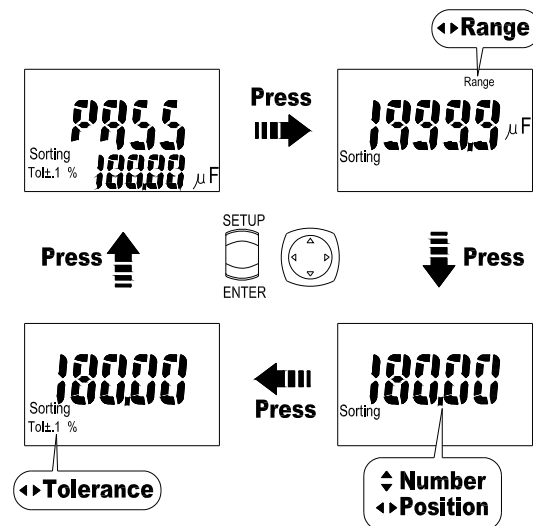 ◂▸Range
PASS
Sorting
Tol±.1 %
180.00 μF
Press
Range
1999.9 μF
Sorting
Press
SETUP
ENTER
Press
180.00
Sorting
Tol±.1 %
◂▸Tolerance
Press
180.00
Sorting
Number
◂▸Position